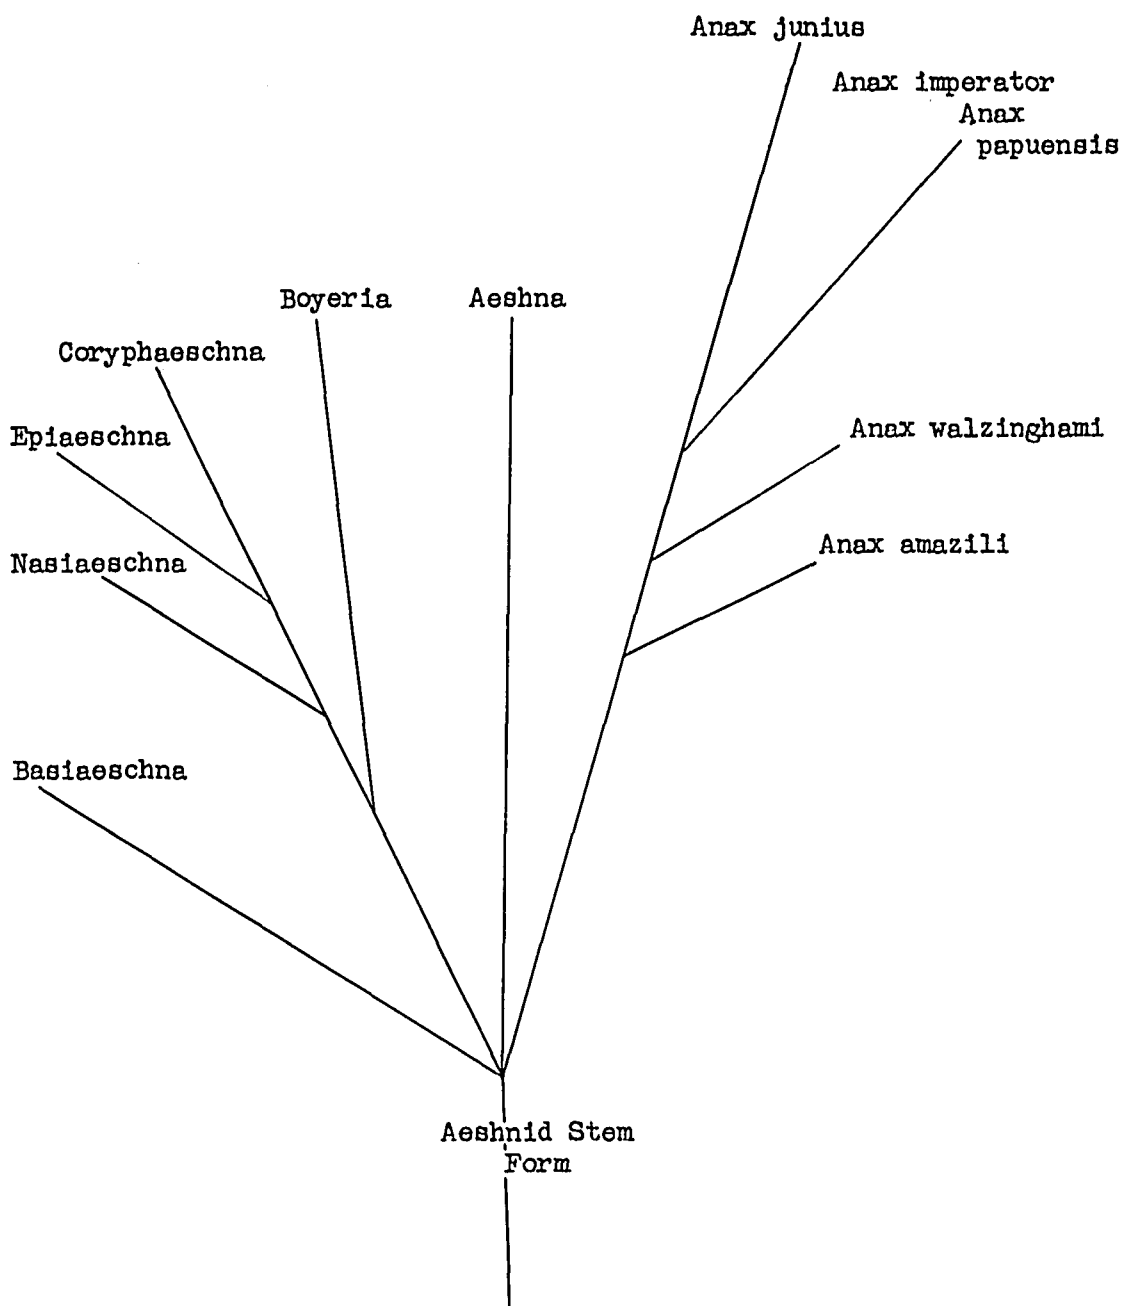 Anax junius
Anax imperator
Anax
papuensis
Boyeria
Aeshna
Coryphaeschna
Epiaeschna
Anax walzinghami
Nasiaeschna
Anax amazili
Basiaeschna
Aeshnid Stem
Form